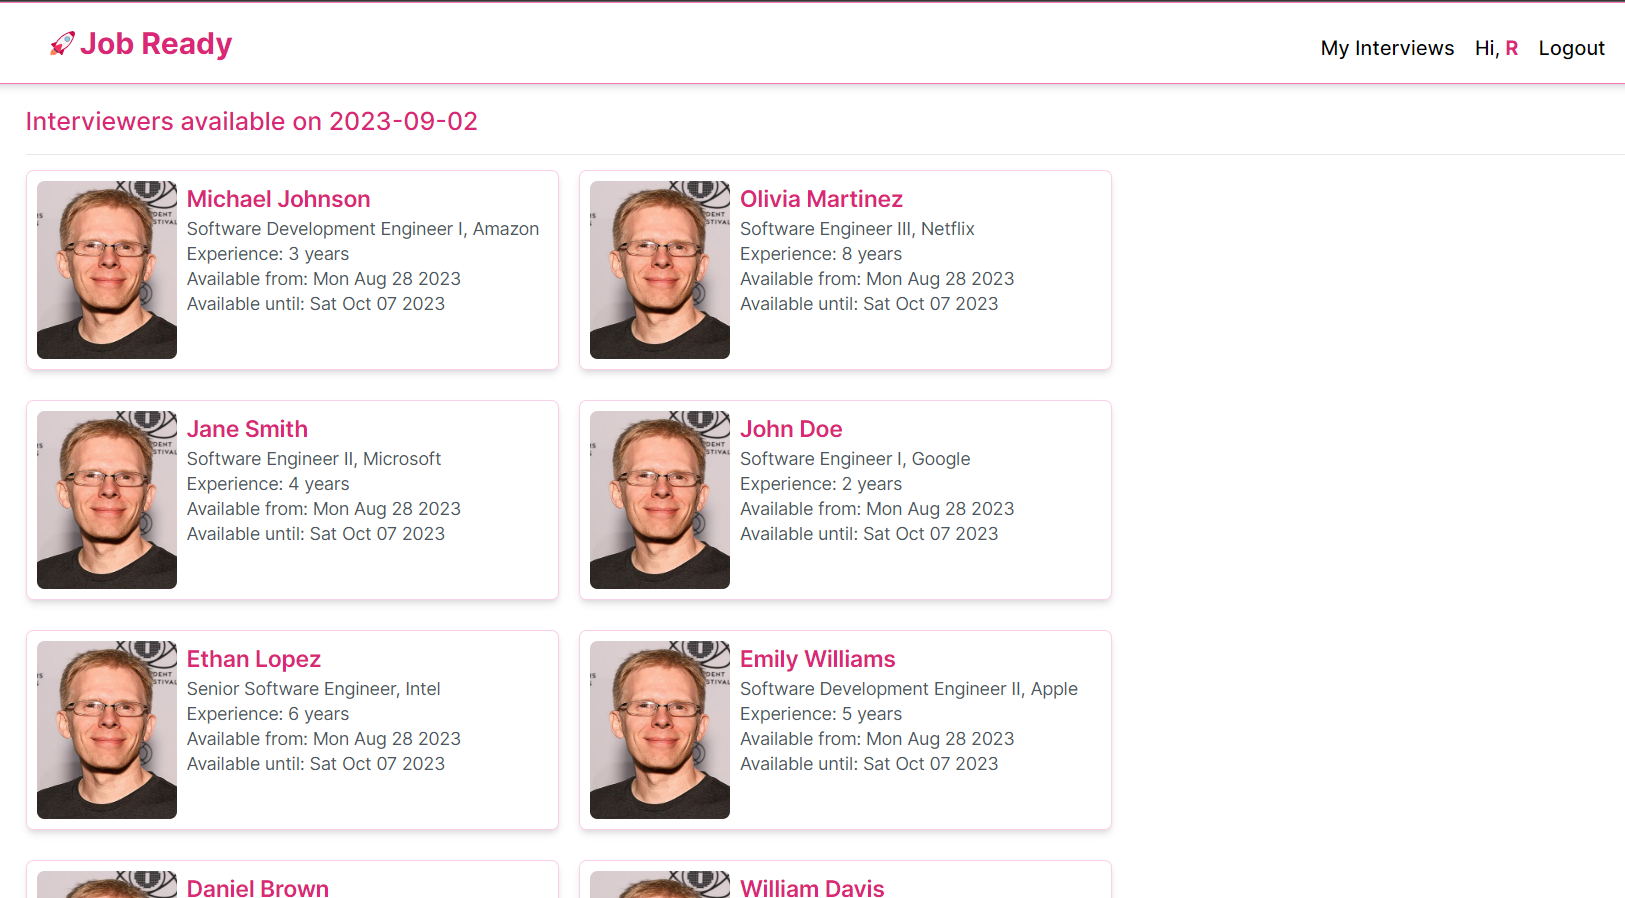 🚀Job Ready
My Interviews Hi, R Logout
Interviewers available on 2023-09-02
Michael Johnson
Software Development Engineer I, Amazon
Experience: 3 years
Available from: Mon Aug 28 2023
Available until: Sat Oct 07 2023
Olivia Martinez
Software Engineer III, Netflix
Experience: 8 years
Available from: Mon Aug 28 2023
Available until: Sat Oct 07 2023
Jane Smith
Software Engineer II, Microsoft
Experience: 4 years
Available from: Mon Aug 28 2023
Available until: Sat Oct 07 2023
John Doe
Software Engineer I, Google
Experience: 2 years
Available from: Mon Aug 28 2023
Available until: Sat Oct 07 2023
Ethan Lopez
Senior Software Engineer, Intel
Experience: 6 years
Available from: Mon Aug 28 2023
Available until: Sat Oct 07 2023
Emily Williams
Software Development Engineer II, Apple
Experience: 5 years
Available from: Mon Aug 28 2023
Available until: Sat Oct 07 2023
Daniel Brown
William Davis